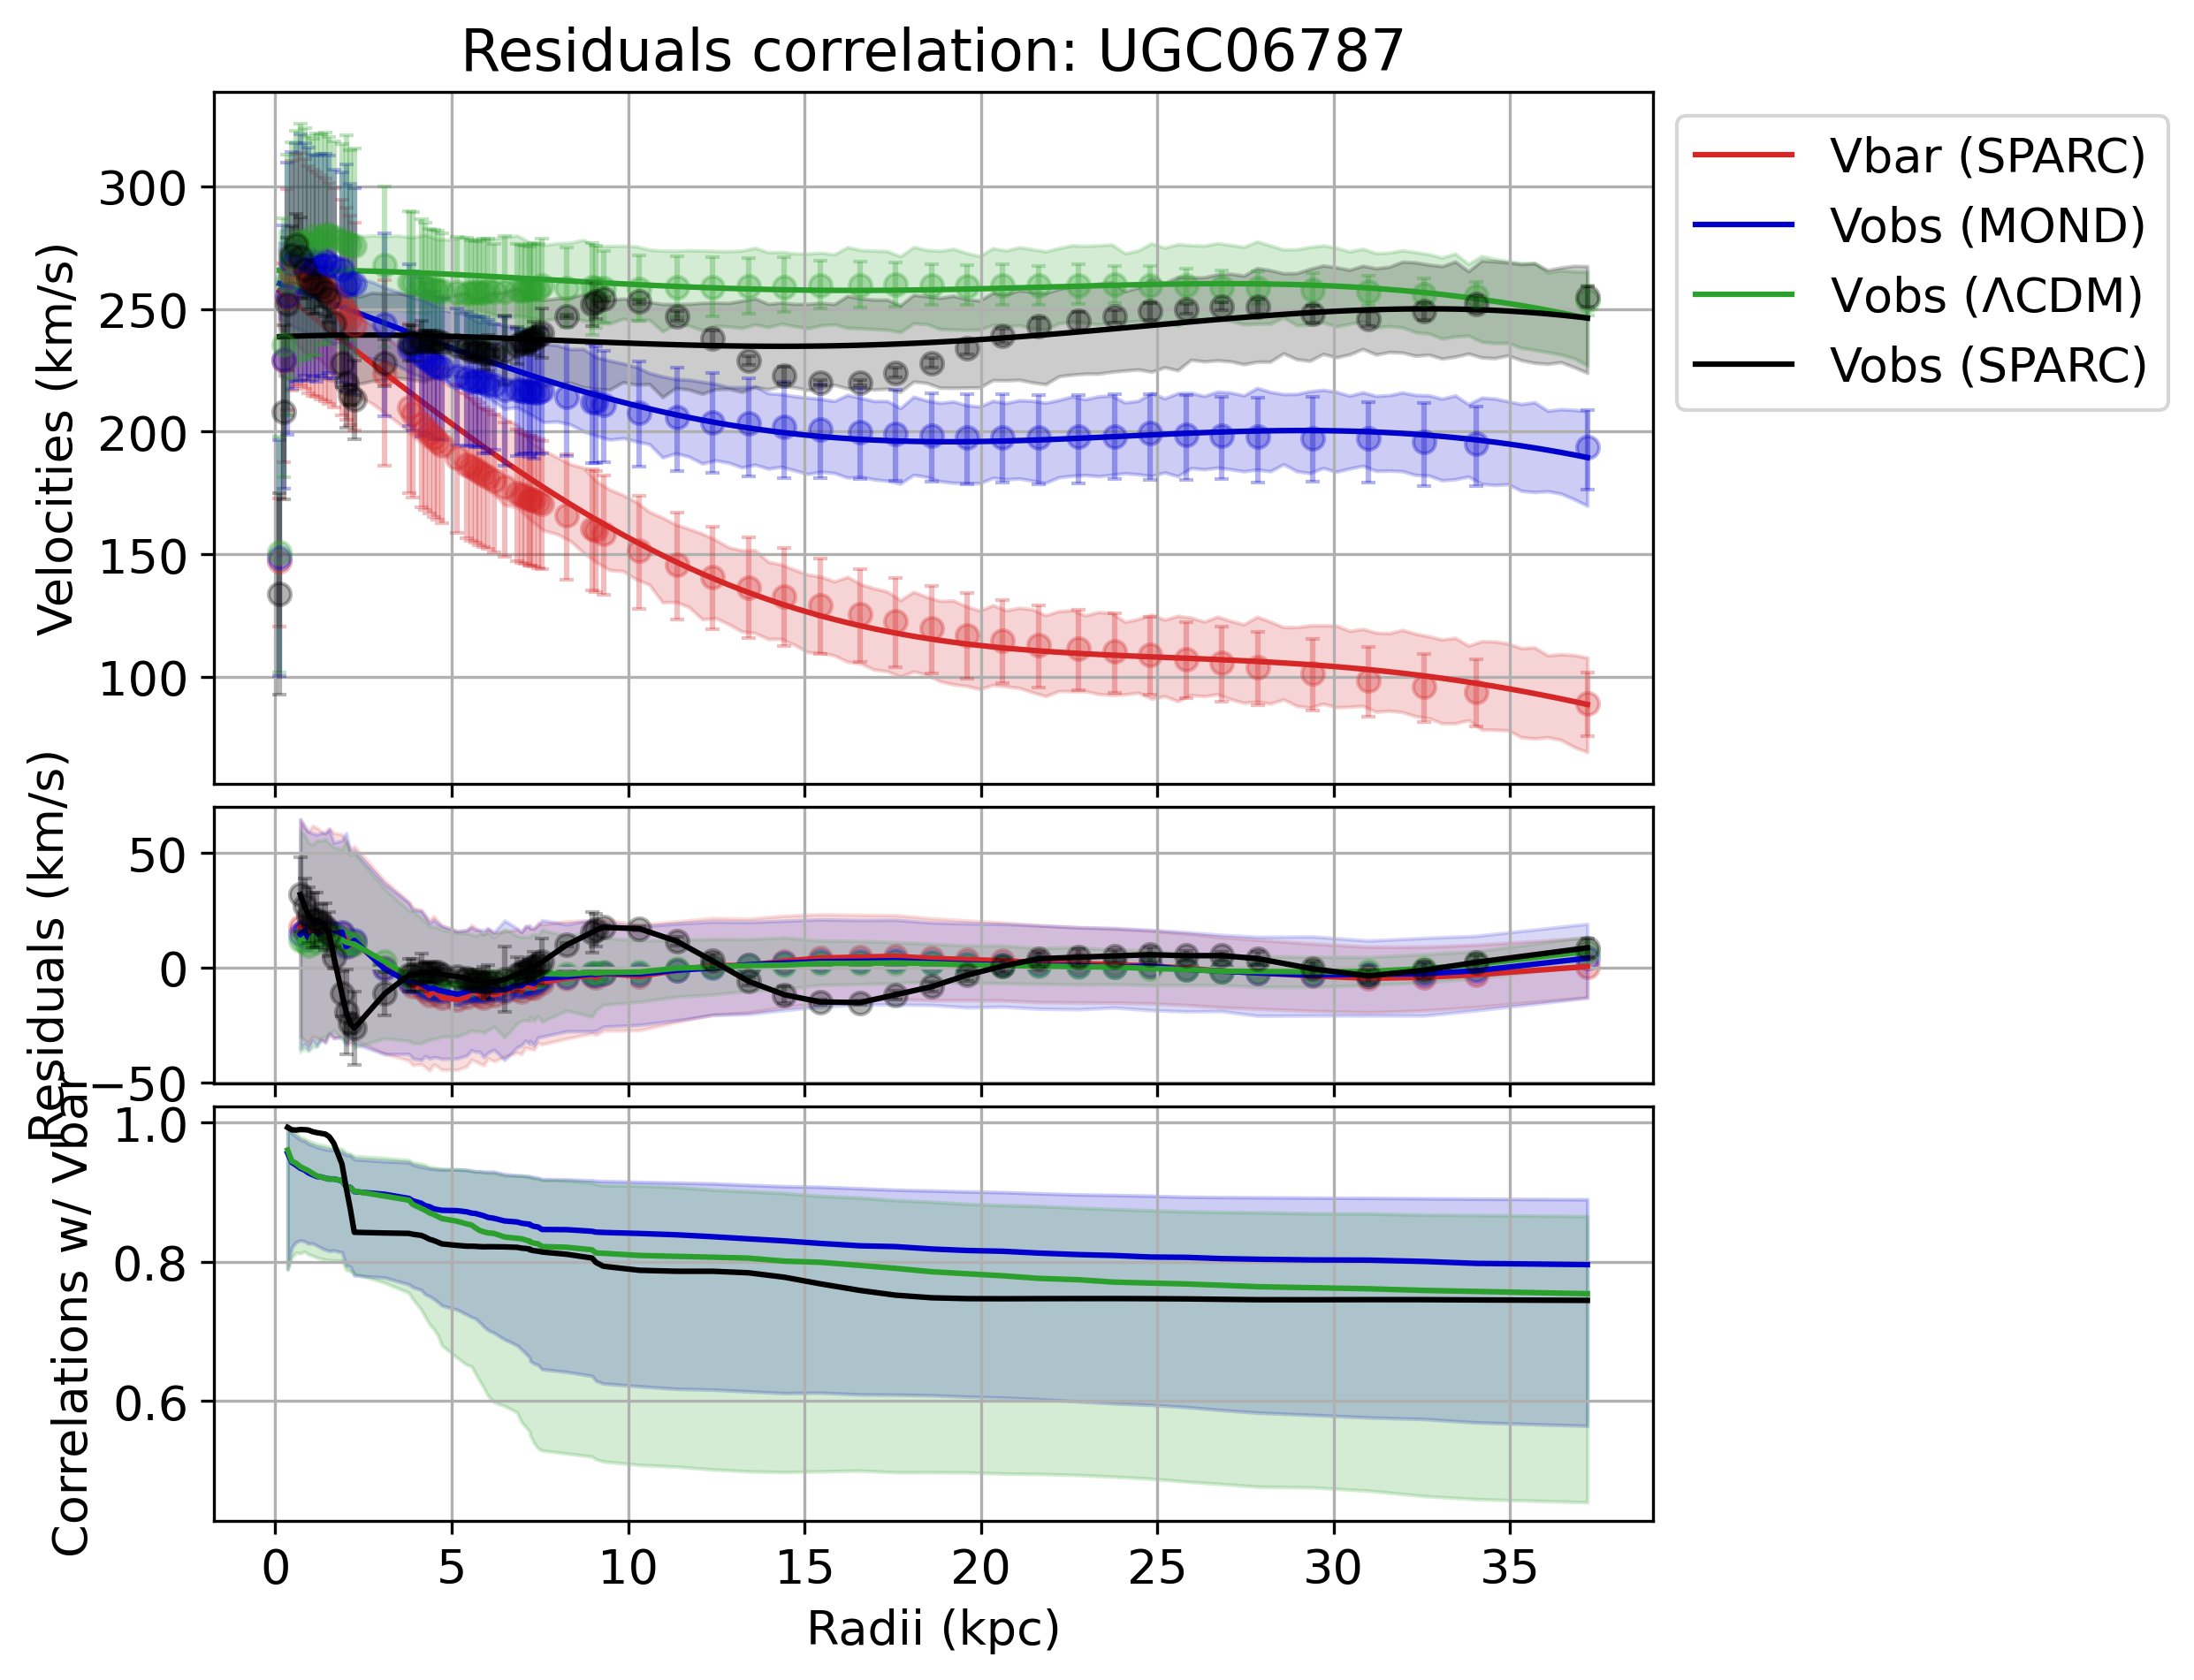 Residuals correlation: UGC06787
Velocities (km/s)
300
250
200
150
100
Vbar (SPARC)
Vobs (MOND)
Vobs (ΛCDM)
Vobs (SPARC)
Residuals (km/s)
50
0
−50
Correlations w/ Vbar
1.0
0.8
0.6
0 5 10 15 20 25 30 35
Radii (kpc)